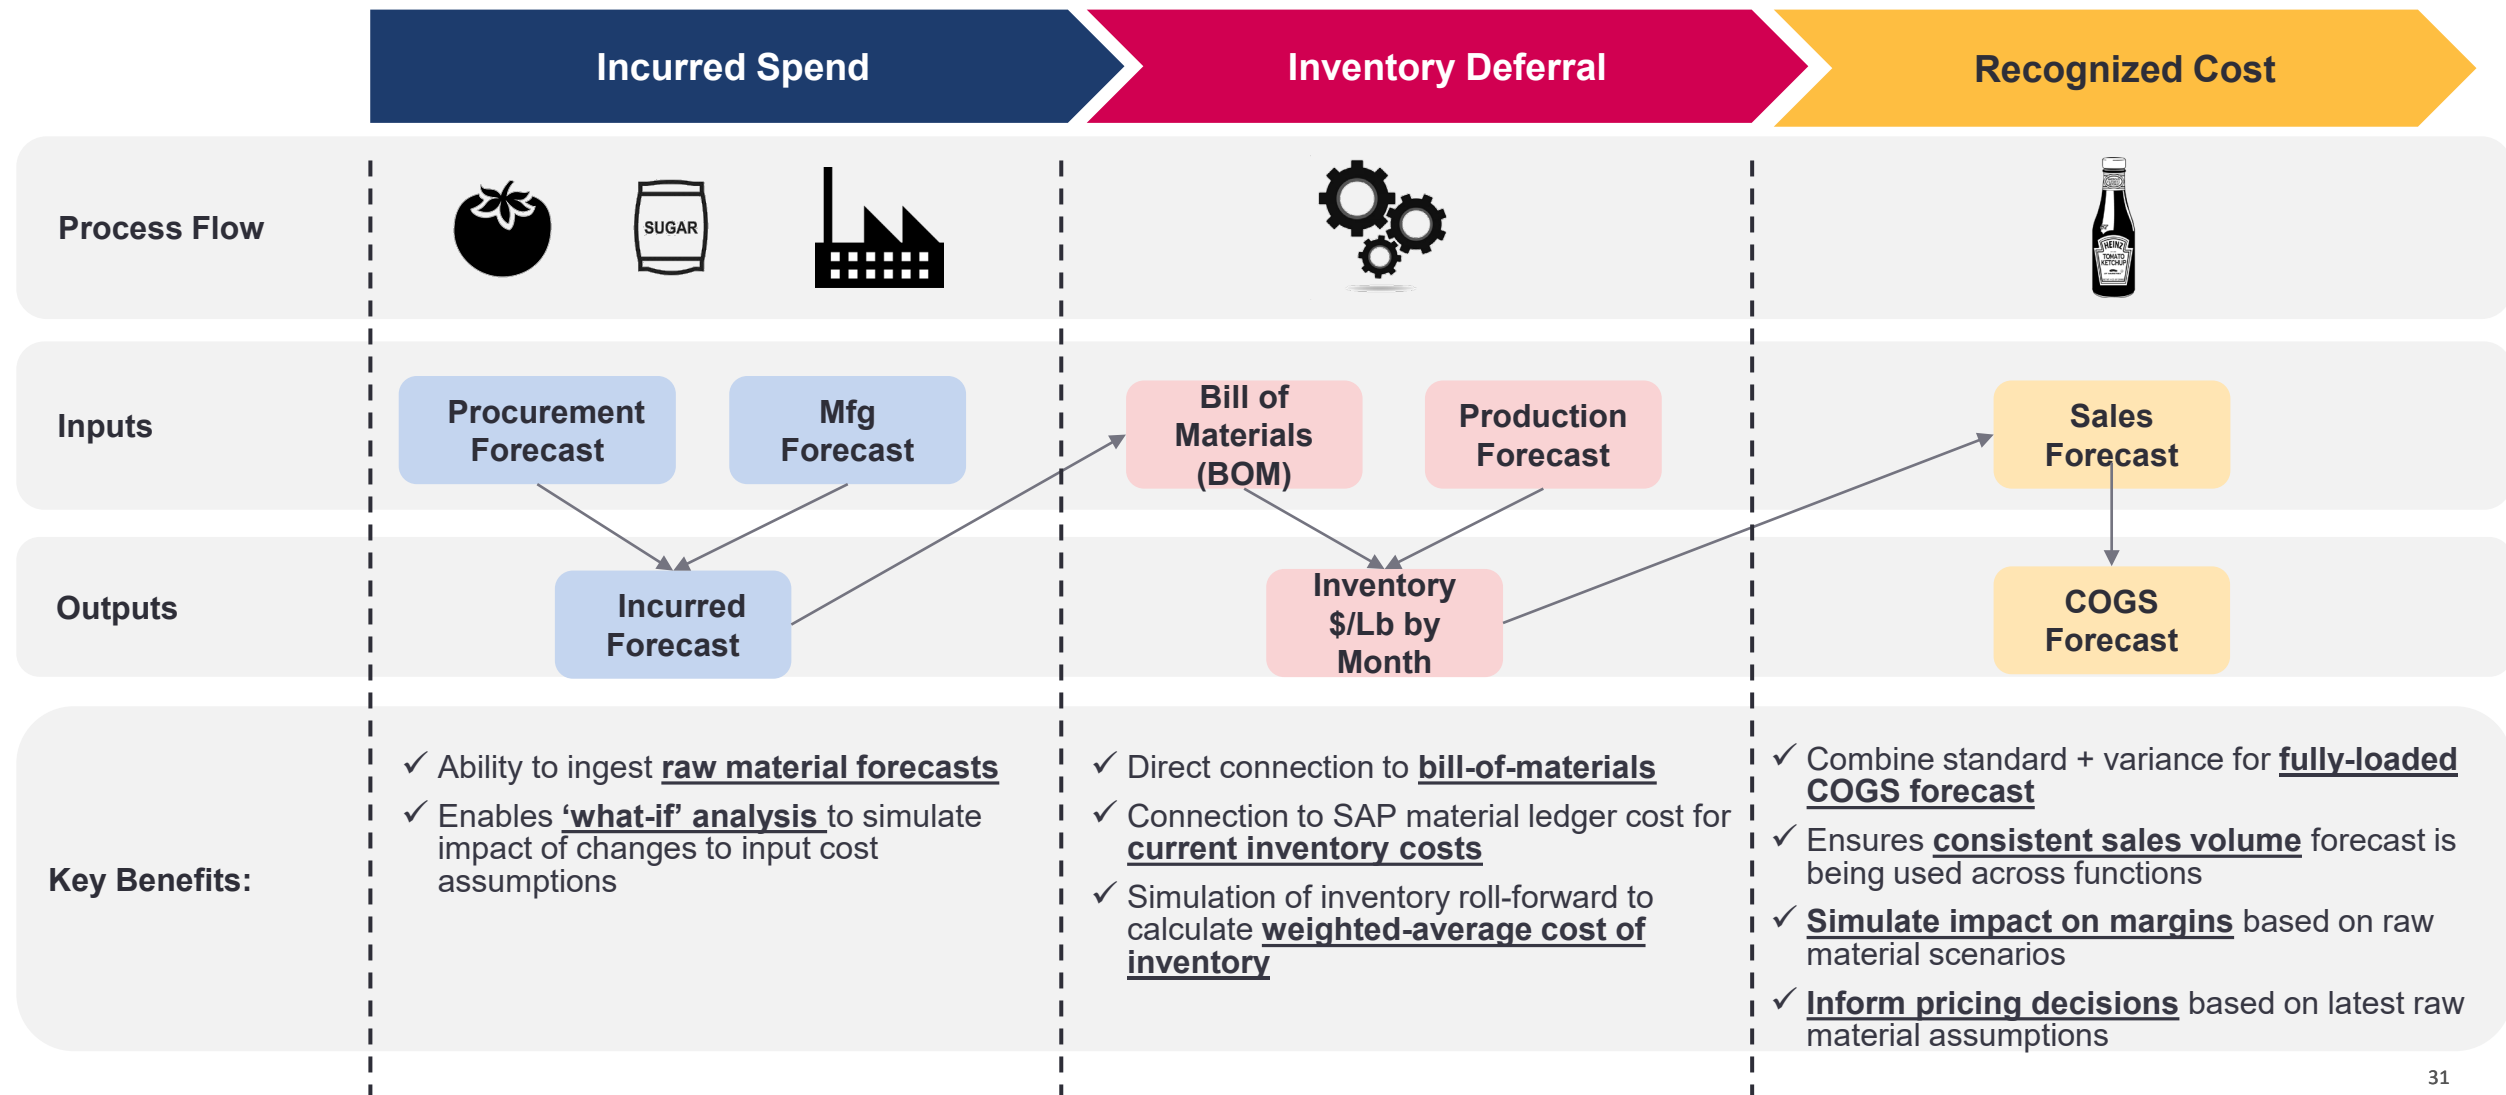 Incurred Spend
Inventory Deferral
Recognized Cost
Process Flow
SUGAR
HEINZ
TOMATO
KETCHUP
Inputs
Procurement
Forecast
Mfg
Forecast
Bill of
Materials
(BOM)
Production
Forecast
Sales
Forecast
Outputs
Incurred
Forecast
Inventory
$/Lb by
Month
COGS
Forecast
Key Benefits:
✓ Ability to ingest raw material forecasts
✓ Enables ‘what-if’ analysis to simulate
impact of changes to input cost
assumptions
✓ Direct connection to bill-of-materials
✓ Connection to SAP material ledger cost for
current inventory costs
✓ Simulation of inventory roll-forward to
calculate weighted-average cost of
inventory
✓ Combine standard + variance for fully-loaded
COGS forecast
✓ Ensures consistent sales volume forecast is
being used across functions
✓ Simulate impact on margins based on raw
material scenarios
✓ Inform pricing decisions based on latest raw
material assumptions
31